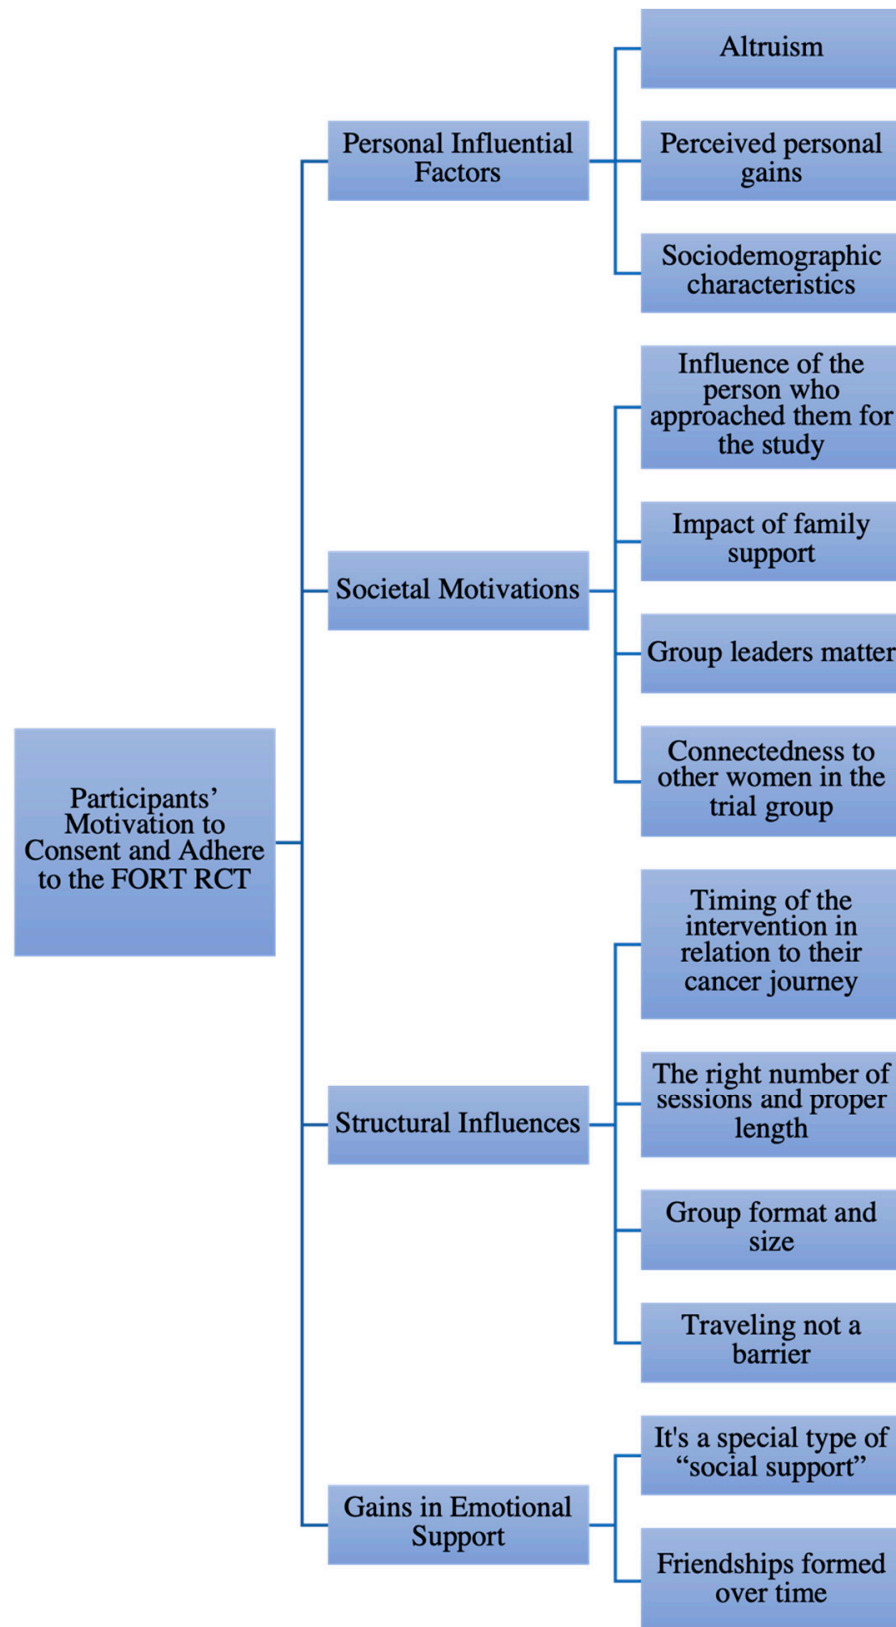 Participants’
Motivation to
Consent and Adhere
to the FORT RCT
Personal Influential
Factors
Altruism
Perceived personal
gains
Sociodemographic
characteristics
Societal Motivations
Influence of the
person who
approached them for
the study
Impact of family
support
Group leaders matter
Connectedness to
other women in the
trial group
Structural Influences
Timing of the
intervention in
relation to their
cancer journey
The right number of
sessions and proper
length
Group format and
size
Traveling not a
barrier
Gains in Emotional
Support
It's a special type of
“social support”
Friendships formed
over time